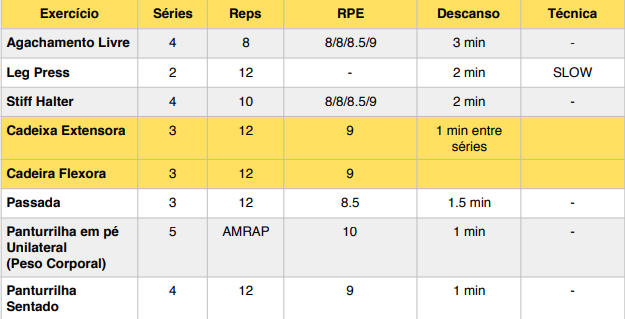 Exercício Séries Reps RPE Descanso Técnica
Agachamento Livre 4 8 8/8/8.5/9 3 min -
Leg Press 2 12 - 2 min SLOW
Stiff Halter 4 10 8/8/8.5/9 2 min -
Cadeixa Extensora 3 12 9 1 min entre
séries
Cadeira Flexora 3 12 9
Passada 3 12 8.5 1.5 min -
Panturrilha em pé 5 AMRAP 10 1 min -
Unilateral
(Peso Corporal)
Panturrilha 4 12 9 1 min -
Sentado